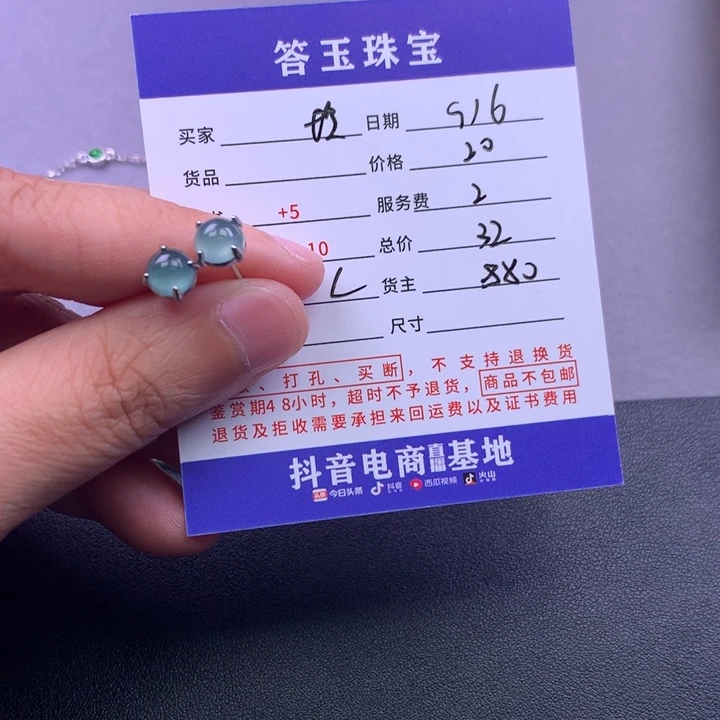 答玉珠宝
买家 日期 9/6
货品 价格 20
+5 服务费 2
10 总价 32
L 货主 880
尺寸
、打孔、买断，不支持退换货
鉴赏期48小时，超时不予退货，商品不包邮
退货及拒收需要承担来回运费以及证书费用
抖音电商直播基地
头条 今日头条 抖音 西瓜视频 火山